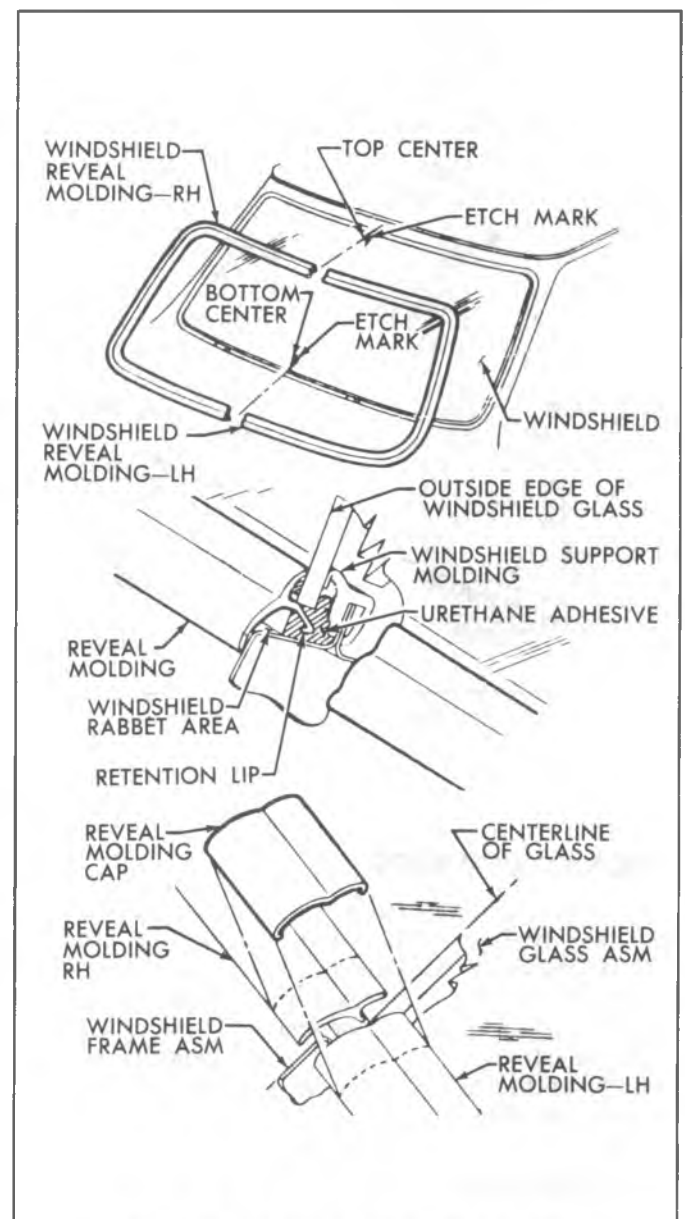 WINDSHIELD
REVEAL
MOLDING—RH
TOP CENTER
ETCH MARK
BOTTOM
CENTER
ETCH
MARK
WINDSHIELD
WINDSHIELD
REVEAL
MOLDING—LH
OUTSIDE EDGE OF
WINDSHIELD GLASS
WINDSHIELD SUPPORT
MOLDING
URETHANE ADHESIVE
REVEAL
MOLDING
WINDSHIELD
RABBET AREA
RETENTION LIP
REVEAL
MOLDING
CAP
CENTERLINE
OF GLASS
REVEAL
MOLDING
RH
WINDSHIELD
GLASS ASM
WINDSHIELD
FRAME ASM
REVEAL
MOLDING—LH